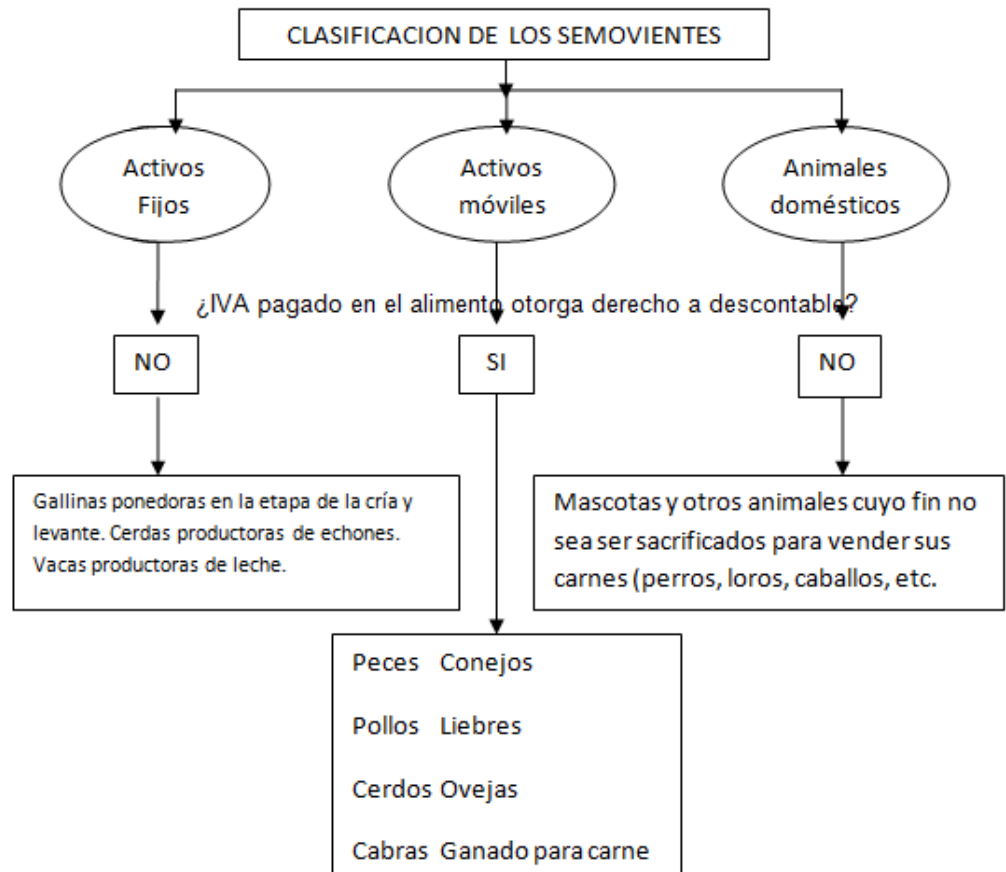 CLASIFICACION DE LOS SEMOVIENTES
Activos
Fijos
Activos
móviles
Animales
domésticos
¿IVA pagado en el alimento otorga derecho a descontable?
NO
SI
NO
Gallinas ponedoras en la etapa de la cría y
levante. Cerdas productoras de echones.
Vacas productoras de leche.
Mascotas y otros animales cuyo fin no
sea ser sacrificados para vender sus
carnes (perros, loros, caballos, etc.
Peces Conejos
Pollos Liebres
Cerdos Ovejas
Cabras Ganado para carne